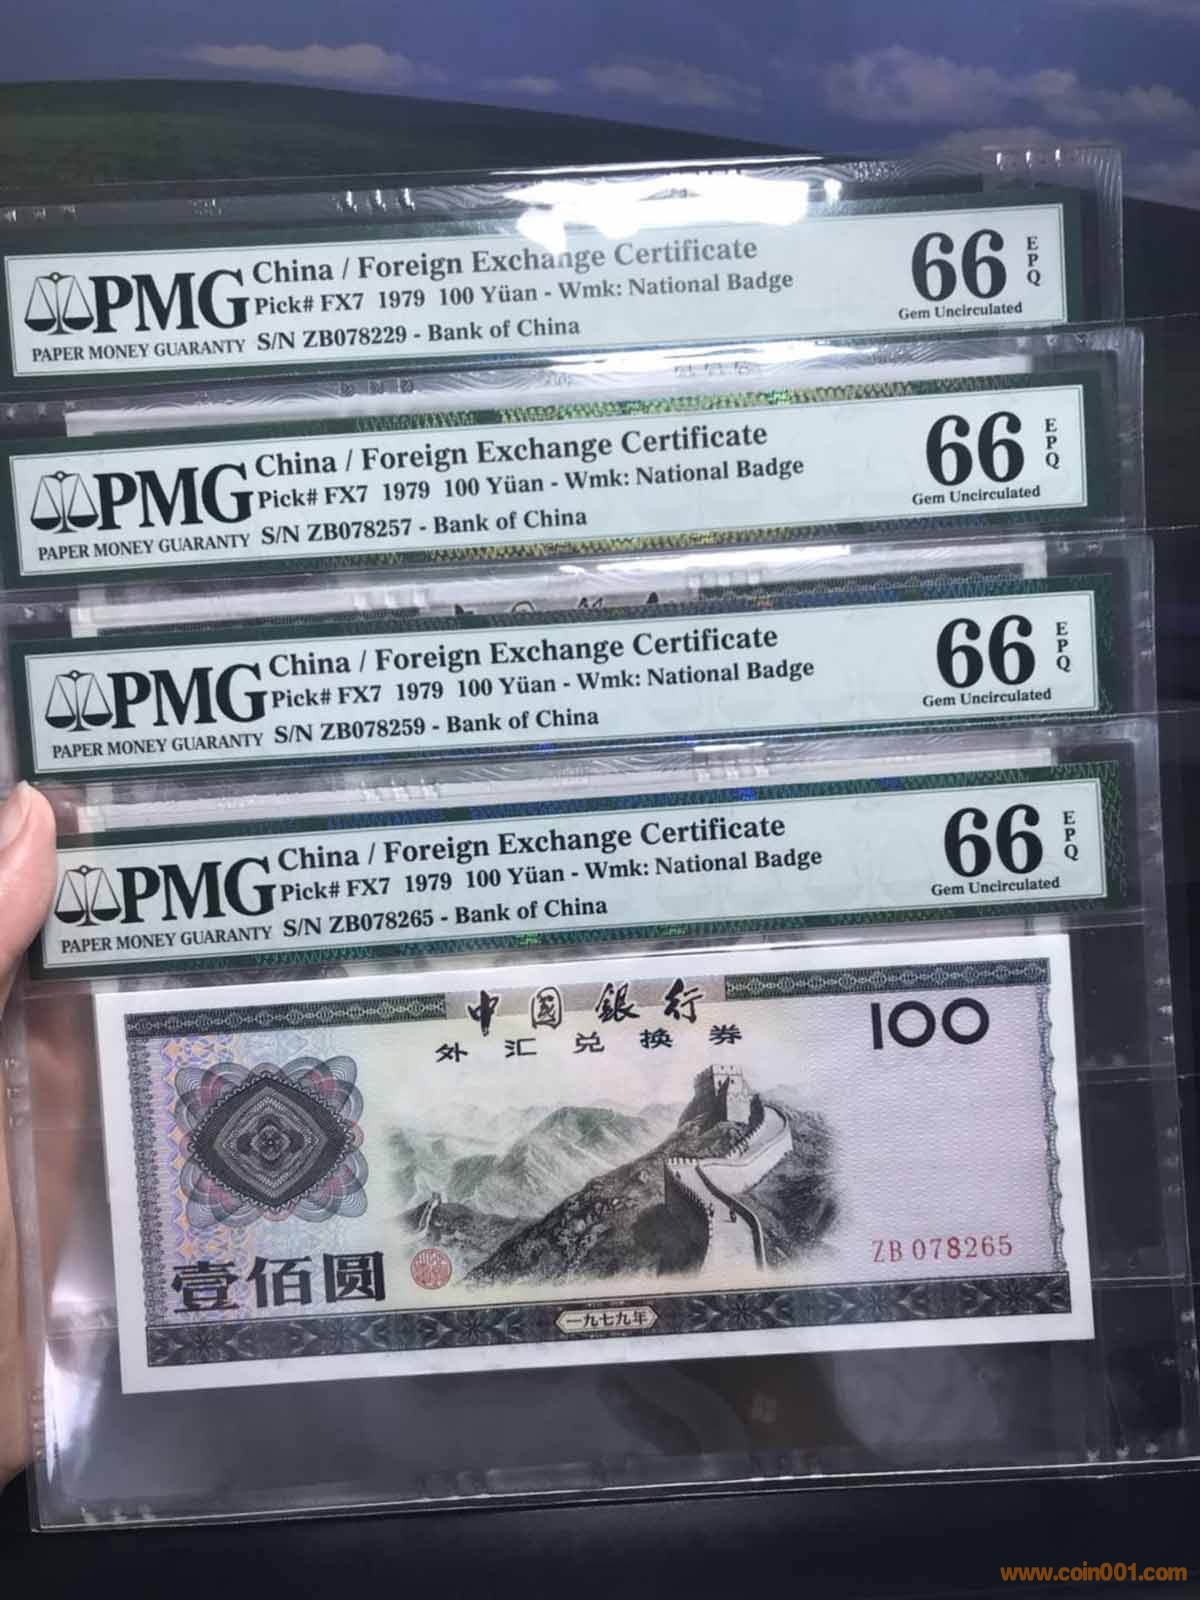 PMG
PAPER MONEY GUARANTY
China / Foreign Exchange Certificate
Pick# FX7 1979 100 Yüan - Wmk: National Badge
S/N ZB078229 - Bank of China
66
EPQ
Gem Uncirculated
PMG
PAPER MONEY GUARANTY
China / Foreign Exchange Certificate
Pick# FX7 1979 100 Yüan - Wmk: National Badge
S/N ZB078257 - Bank of China
66
EPQ
Gem Uncirculated
PMG
PAPER MONEY GUARANTY
China / Foreign Exchange Certificate
Pick# FX7 1979 100 Yüan - Wmk: National Badge
S/N ZB078259 - Bank of China
66
EPQ
Gem Uncirculated
PMG
PAPER MONEY GUARANTY
China / Foreign Exchange Certificate
Pick# FX7 1979 100 Yüan - Wmk: National Badge
S/N ZB078265 - Bank of China
66
EPQ
Gem Uncirculated
中國銀行
外汇兑换券
100
ZB 078265
壹佰圆
一九七九年
www.coin001.com